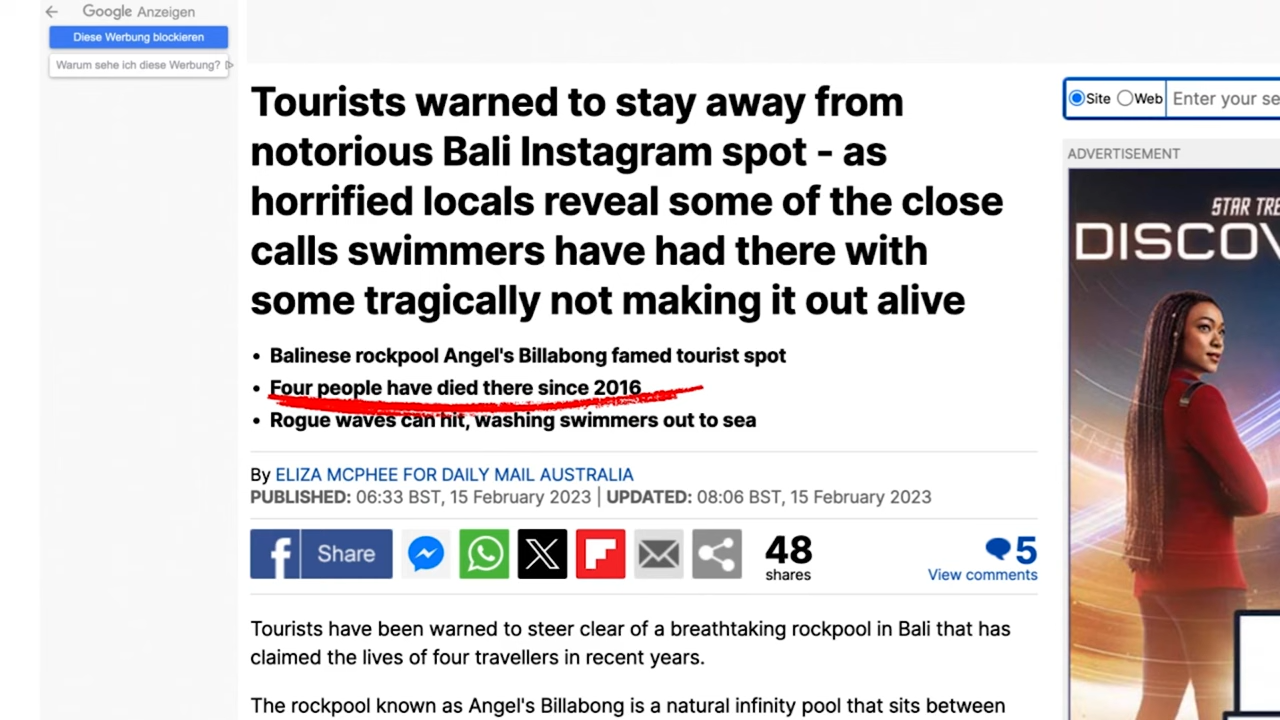 Google Anzeigen
Diese Werbung blockieren
Warum sehe ich diese Werbung?
Tourists warned to stay away from
notorious Bali Instagram spot - as
horrified locals reveal some of the close
calls swimmers have had there with
some tragically not making it out alive
• Balinese rockpool Angel's Billabong famed tourist spot
• Four people have died there since 2016
• Rogue waves can hit, washing swimmers out to sea
By ELIZA MCPHEE FOR DAILY MAIL AUSTRALIA
PUBLISHED: 06:33 BST, 15 February 2023 | UPDATED: 08:06 BST, 15 February 2023
Share
48
shares
5
View comments
Tourists have been warned to steer clear of a breathtaking rockpool in Bali that has
claimed the lives of four travellers in recent years.
The rockpool known as Angel's Billabong is a natural infinity pool that sits between
Site Web Enter your se
ADVERTISEMENT
STAR TRE
DISCOV